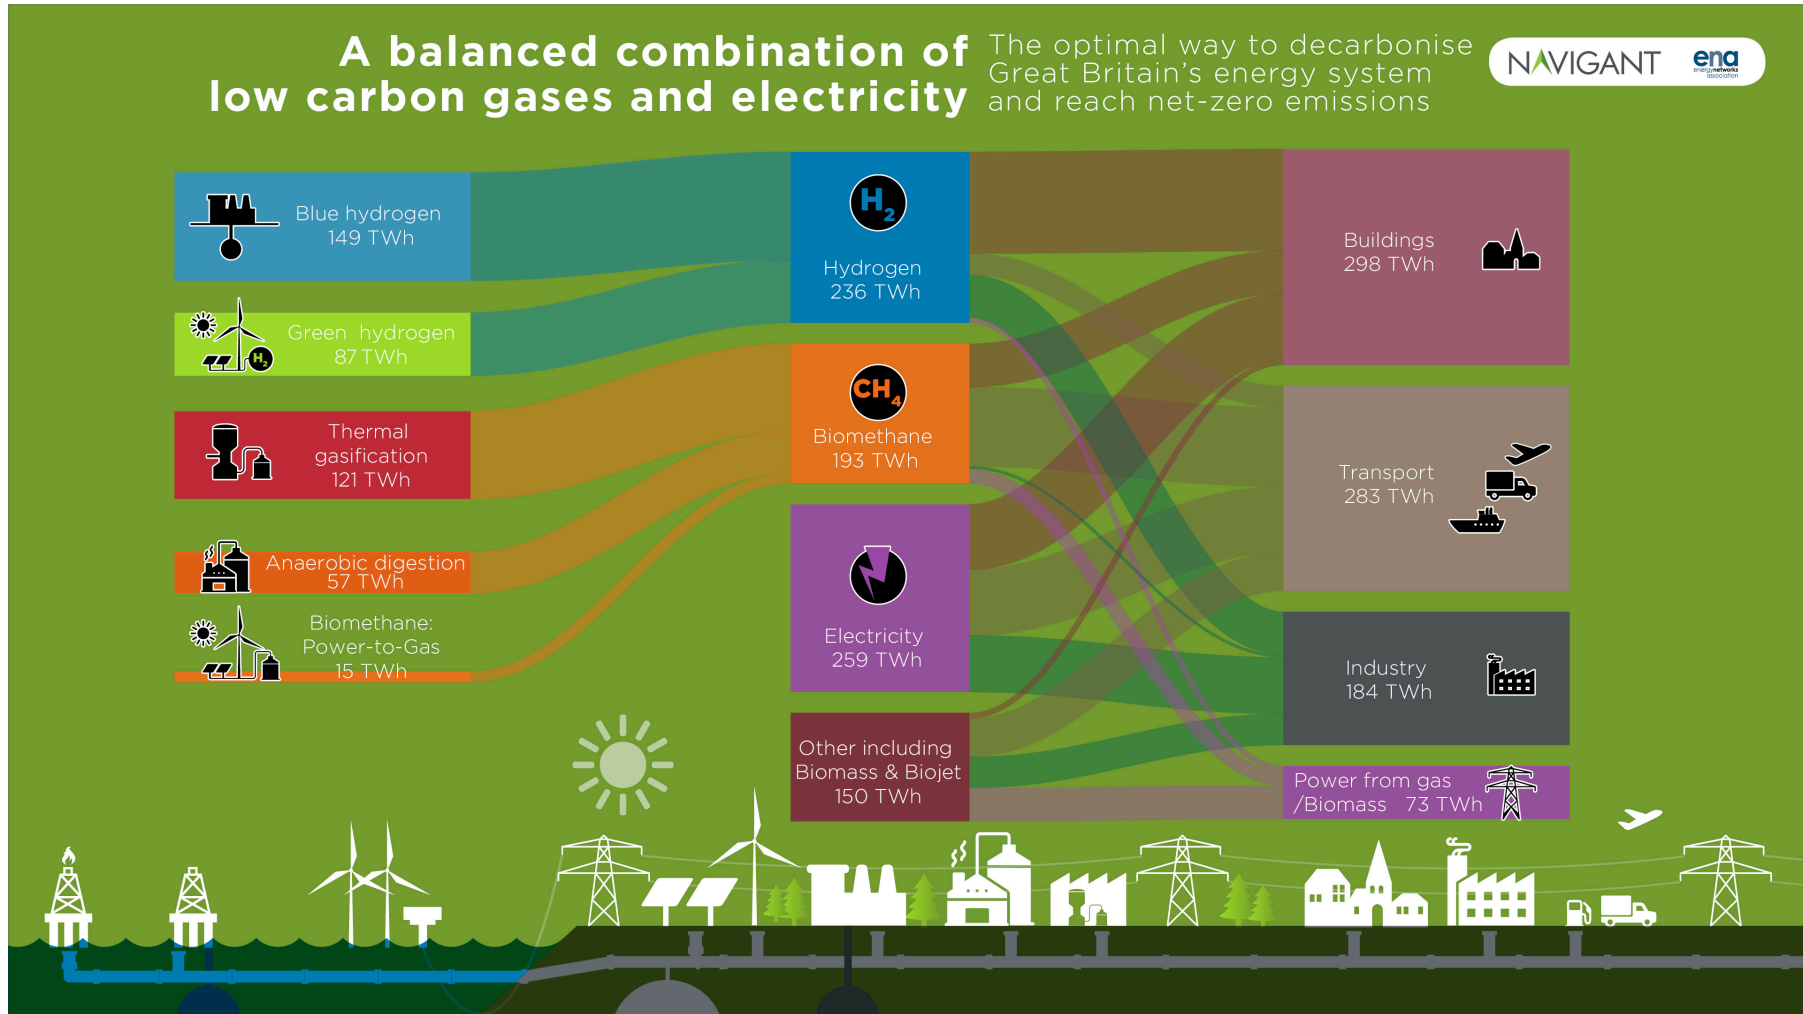 A balanced combination of
low carbon gases and electricity
The optimal way to decarbonise
Great Britain's energy system
and reach net-zero emissions
NAVIGANT
ena
energynetworks
association
Blue hydrogen
149 TWh
Green hydrogen
87 TWh
H2
Thermal
gasification
121 TWh
Anaerobic digestion
57 TWh
Biomethane:
Power-to-Gas
15 TWh
H2
Hydrogen
236 TWh
CH4
Biomethane
193 TWh
Electricity
259 TWh
Other including
Biomass & Biojet
150 TWh
Buildings
298 TWh
Transport
283 TWh
Industry
184 TWh
Power from gas
/Biomass 73 TWh